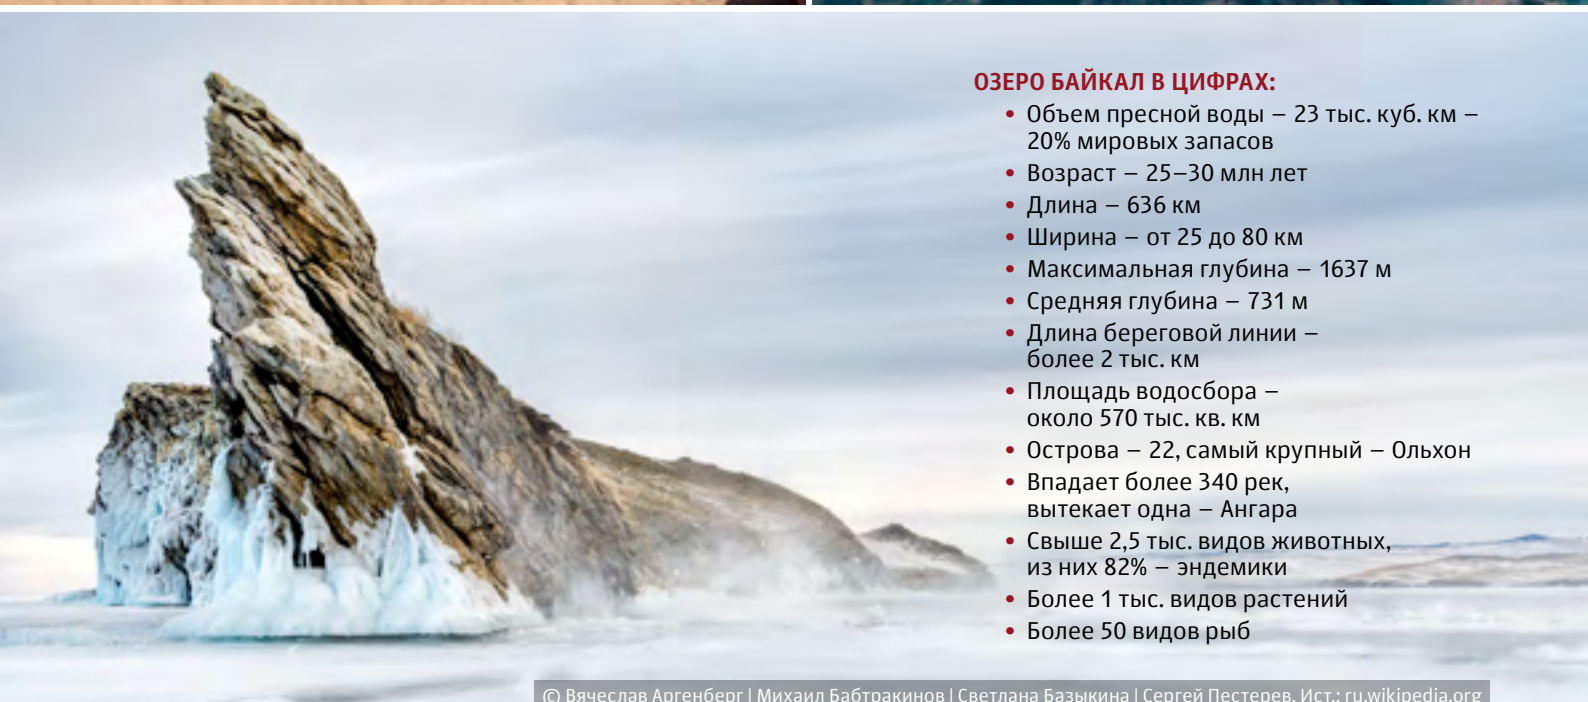 ОЗЕРО БАЙКАЛ В ЦИФРАХ:
• Объем пресной воды – 23 тыс. куб. км –
20% мировых запасов
• Возраст – 25–30 млн лет
• Длина – 636 км
• Ширина – от 25 до 80 км
• Максимальная глубина – 1637 м
• Средняя глубина – 731 м
• Длина береговой линии –
более 2 тыс. км
• Площадь водосбора –
около 570 тыс. кв. км
• Острова – 22, самый крупный – Ольхон
• Впадает более 340 рек,
вытекает одна – Ангара
• Свыше 2,5 тыс. видов животных,
из них 82% – эндемики
• Более 1 тыс. видов растений
• Более 50 видов рыб
© Вячеслав Аргенберг | Михаил Бабтракинов | Светлана Базыкина | Сергей Пестерев. Ист.: ru.wikipedia.org